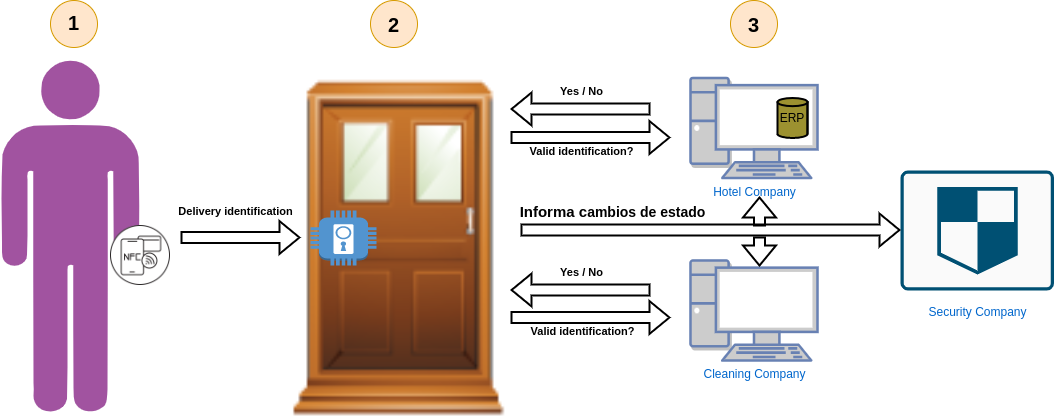 1
2
3
Yes / No
ERP
Valid identification?
Hotel Company
Delivery identification
Informa cambios de estado
NFC
Yes / No
Security Company
Valid identification?
Cleaning Company